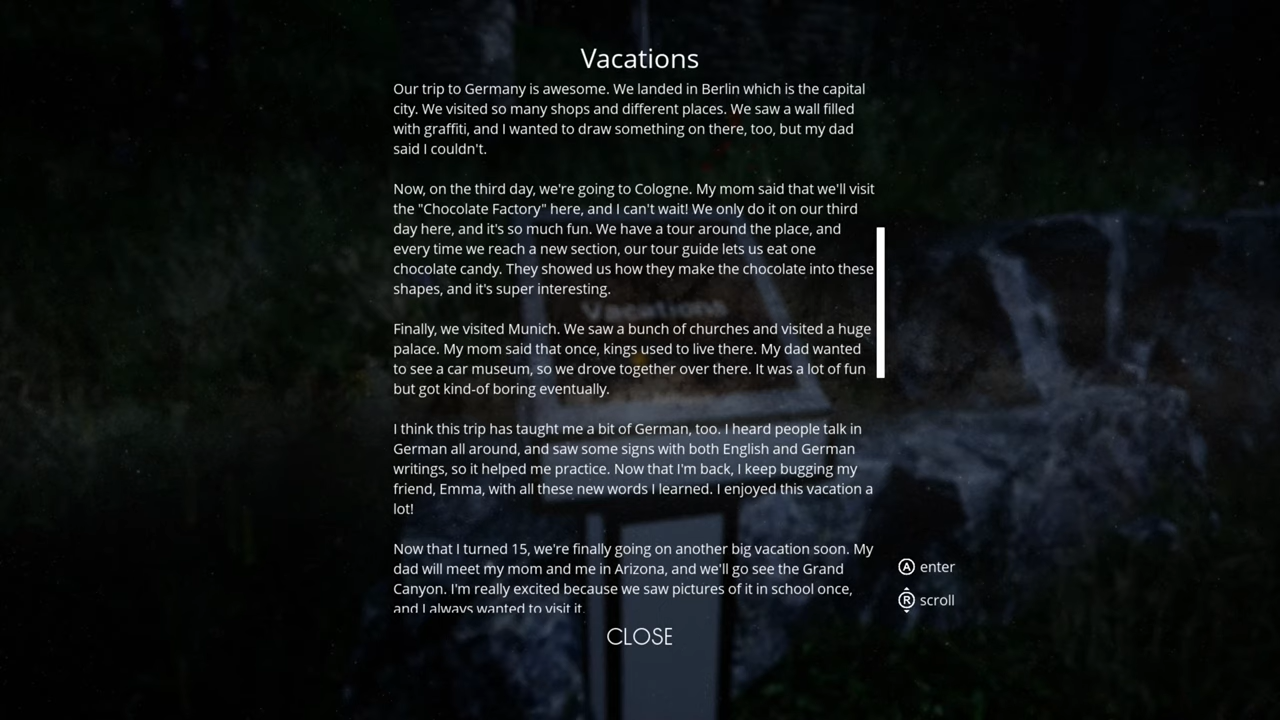 Vacations
Our trip to Germany is awesome. We landed in Berlin which is the capital
city. We visited so many shops and different places. We saw a wall filled
with graffiti, and I wanted to draw something on there, too, but my dad
said I couldn't.
Now, on the third day, we're going to Cologne. My mom said that we'll visit
the "Chocolate Factory" here, and I can't wait! We only do it on our third
day here, and it's so much fun. We have a tour around the place, and
every time we reach a new section, our tour guide lets us eat one
chocolate candy. They showed us how they make the chocolate into these
shapes, and it's super interesting.
Vacations
Finally, we visited Munich. We saw a bunch of churches and visited a huge
palace. My mom said that once, kings used to live there. My dad wanted
to see a car museum, so we drove together over there. It was a lot of fun
but got kind-of boring eventually.
I think this trip has taught me a bit of German, too. I heard people talk in
German all around, and saw some signs with both English and German
writings, so it helped me practice. Now that I'm back, I keep bugging my
friend, Emma, with all these new words I learned. I enjoyed this vacation a
lot!
Now that I turned 15, we're finally going on another big vacation soon. My
dad will meet my mom and me in Arizona, and we'll go see the Grand
Canyon. I'm really excited because we saw pictures of it in school once,
and I always wanted to visit it.
A enter
R scroll
CLOSE